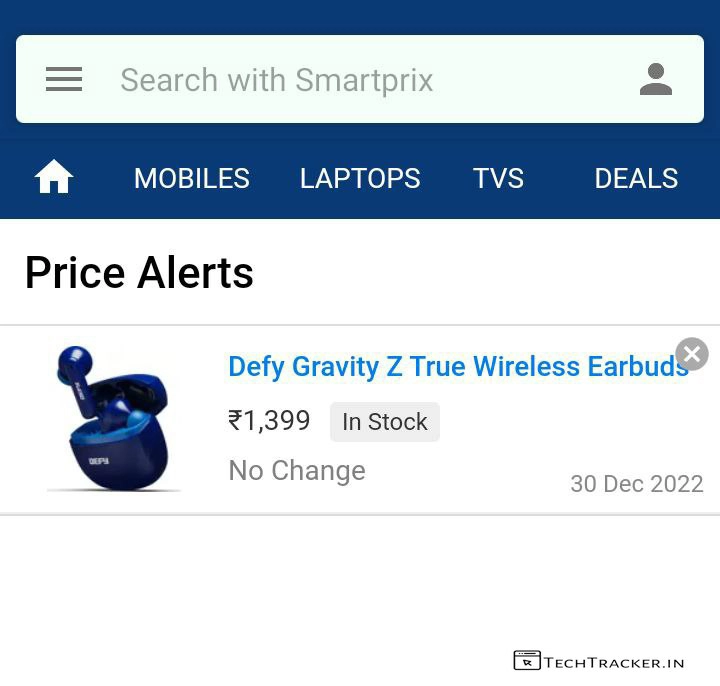 Search with Smartprix
MOBILES LAPTOPS TVS DEALS
Price Alerts
Defy Gravity Z True Wireless Earbuds
₹1,399 In Stock
No Change
30 Dec 2022
DEFY
TECHTRACKER.IN